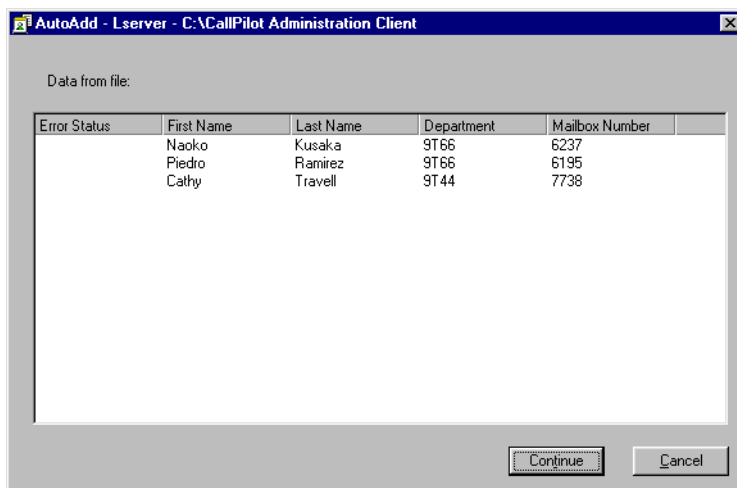 AutoAdd - Lserver - C:\CallPilot Administration Client
Data from file:
Error Status First Name Last Name Department Mailbox Number
Naoko Kusaka 9T66 6237
Piedro Ramirez 9T66 6195
Cathy Travell 9T44 7738
Continue Cancel